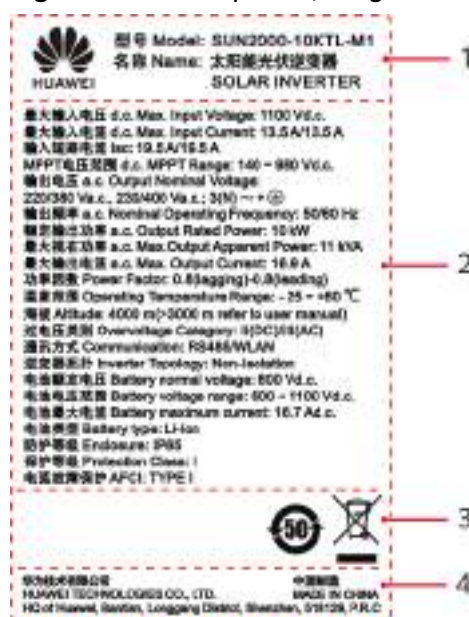 HUAWEI
型号 Model: SUN2000-10KTL-M1
名称 Name: 太阳能光伏逆变器
SOLAR INVERTER
1
最大输入电压 d.c. Max. Input Voltage: 1100 Vd.c.
最大输入电流 d.c. Max. Input Current: 13.5A/13.5A
输入短路电流 Isc: 19.5A/19.5A
MPPT电压范围 d.c. MPPT Range: 140 ~ 980 Vd.c.
输出电压 a.c. Output Nominal Voltage:
220/380 Va.c., 230/400 Va.c.; 3(N) ~ +
输出频率 a.c. Nominal Operating Frequency: 50/60 Hz
额定输出功率 a.c. Output Rated Power: 10 kW
最大视在功率 a.c. Max. Output Apparent Power: 11 kVA
最大输出电流 a.c. Max. Output Current: 16.9 A
功率因数 Power Factor: 0.8(lagging)-0.8(leading)
温度范围 Operating Temperature Range: - 25 ~ +60 ℃
海拔 Altitude: 4000 m(>3000 m refer to user manual)
过电压类别 Overvoltage Category: II(DC)/III(AC)
通讯方式 Communication: RS485/WLAN
逆变器拓扑 Inverter Topology: Non-Isolation
电池额定电压 Battery normal voltage: 600 Vd.c.
电池电压范围 Battery voltage range: 600 ~ 1100 Vd.c.
电池最大电流 Battery maximum current: 16.7 Ad.c.
电池类型 Battery type: Li-Ion
防护等级 Enclosure: IP65
保护等级 Protection Class: I
电弧故障保护 AFCI: TYPE I
2
50
3
华为技术有限公司 中国制造
HUAWEI TECHNOLOGIES CO., LTD. MADE IN CHINA
HQ of Huawei, Bantian, Longgang District, Shenzhen, 518129, P.R.C
4